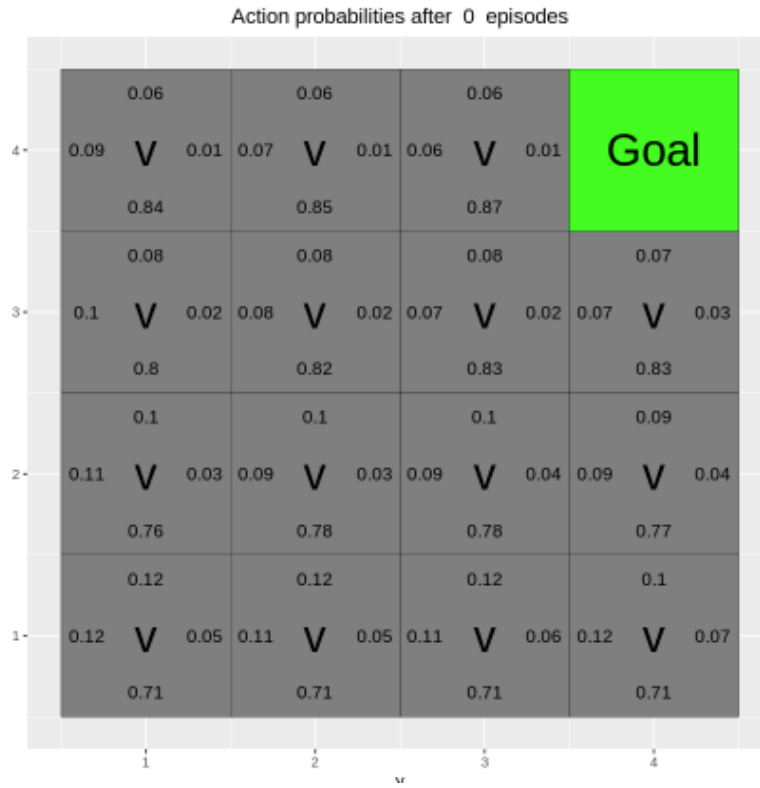 Action probabilities after 0 episodes
0.06 0.06 0.06
4 0.09 V 0.01 0.07 V 0.01 0.06 V 0.01 Goal
0.84 0.85 0.87
0.08 0.08 0.08 0.07
3 0.1 V 0.02 0.08 V 0.02 0.07 V 0.02 0.07 V 0.03
0.8 0.82 0.83 0.83
0.1 0.1 0.1 0.09
2 0.11 V 0.03 0.09 V 0.03 0.09 V 0.04 0.09 V 0.04
0.76 0.78 0.78 0.77
0.12 0.12 0.12 0.1
1 0.12 V 0.05 0.11 V 0.05 0.11 V 0.06 0.12 V 0.07
0.71 0.71 0.71 0.71
1 2 3 4